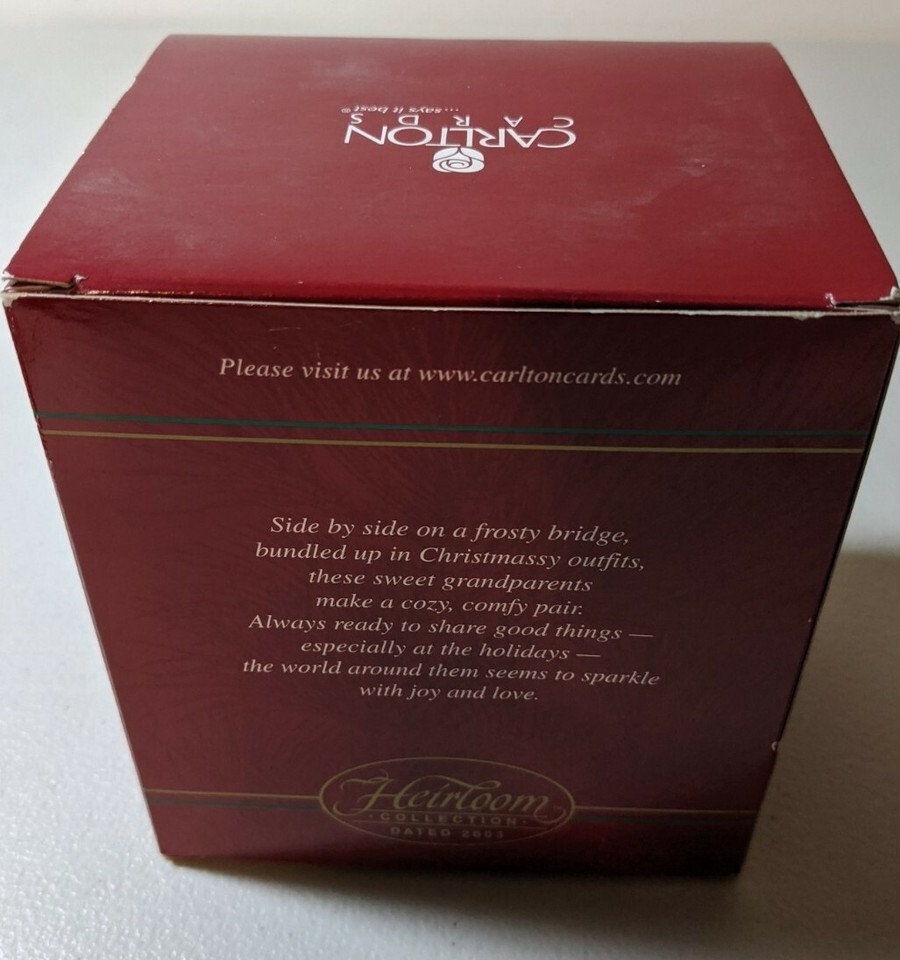 CARLTON
CARDS
...says it best®
Please visit us at www.carltoncards.com
Side by side on a frosty bridge,
bundled up in Christmassy outfits,
these sweet grandparents
make a cozy, comfy pair.
Always ready to share good things —
especially at the holidays —
the world around them seems to sparkle
with joy and love.
Heirloom
·COLLECTION·
DATED 2003